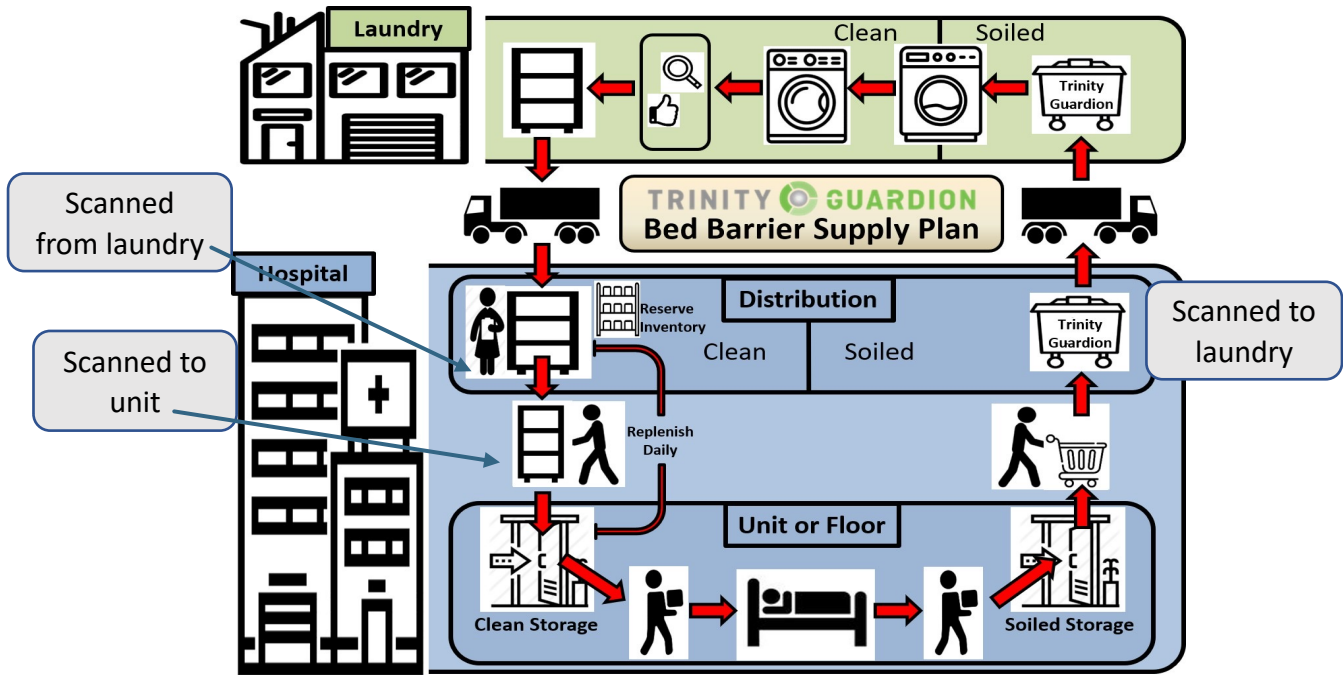 Laundry
Clean
Soiled
Trinity
Guardion
Scanned
from laundry
TRINITY GUARDION
Bed Barrier Supply Plan
Hospital
Reserve
Inventory
Distribution
Clean
Soiled
Trinity
Guardion
Scanned to
laundry
Scanned to
unit
Replenish
Daily
Unit or Floor
Clean Storage
Soiled Storage